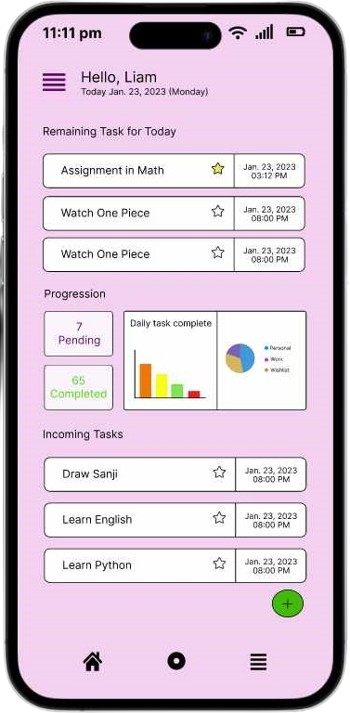 11:11 pm
Hello, Liam
Today Jan. 23, 2023 (Monday)
Remaining Task for Today
Assignment in Math
Jan. 23, 2023
03:12 PM
Watch One Piece
Jan. 23, 2023
08:00 PM
Watch One Piece
Jan. 23, 2023
08:00 PM
Progression
7
Pending
65
Completed
Daily task complete
Personal
Work
Wishlist
Incoming Tasks
Draw Sanji
Jan. 23, 2023
08:00 PM
Learn English
Jan. 23, 2023
08:00 PM
Learn Python
Jan. 23, 2023
08:00 PM